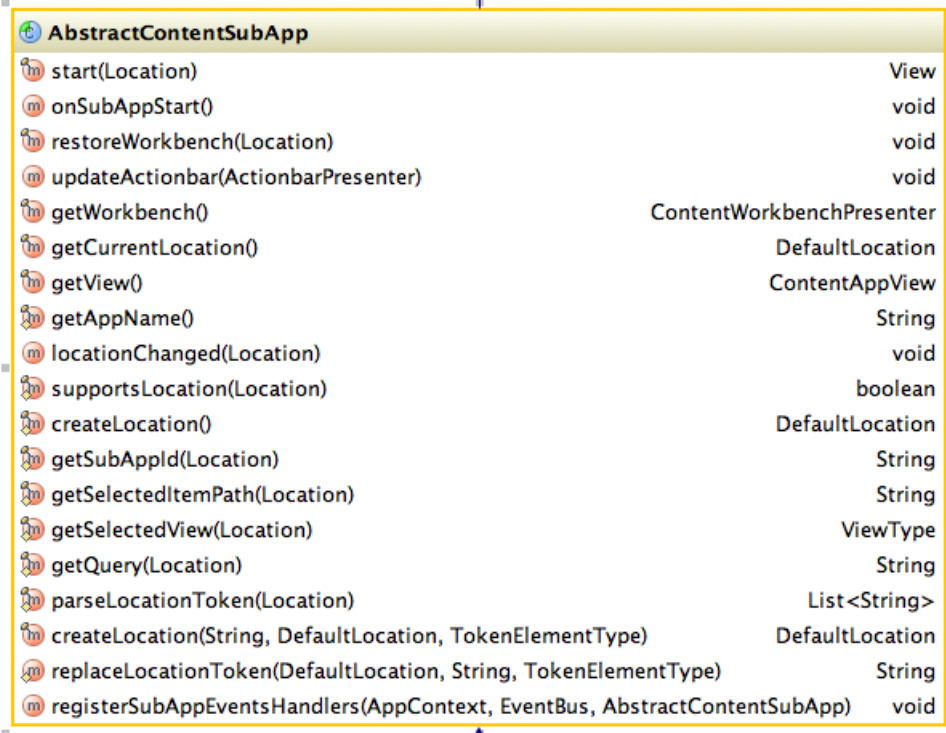 AbstractContentSubApp
start(Location) View
onSubAppStart() void
restoreWorkbench(Location) void
updateActionbar(ActionbarPresenter) void
getWorkbench() ContentWorkbenchPresenter
getCurrentLocation() DefaultLocation
getView() ContentAppView
getAppName() String
locationChanged(Location) void
supportsLocation(Location) boolean
createLocation() DefaultLocation
getSubAppId(Location) String
getSelectedItemPath(Location) String
getSelectedView(Location) ViewType
getQuery(Location) String
parseLocationToken(Location) List<String>
createLocation(String, DefaultLocation, TokenElementType) DefaultLocation
replaceLocationToken(DefaultLocation, String, TokenElementType) String
registerSubAppEventsHandlers(AppContext, EventBus, AbstractContentSubApp) void